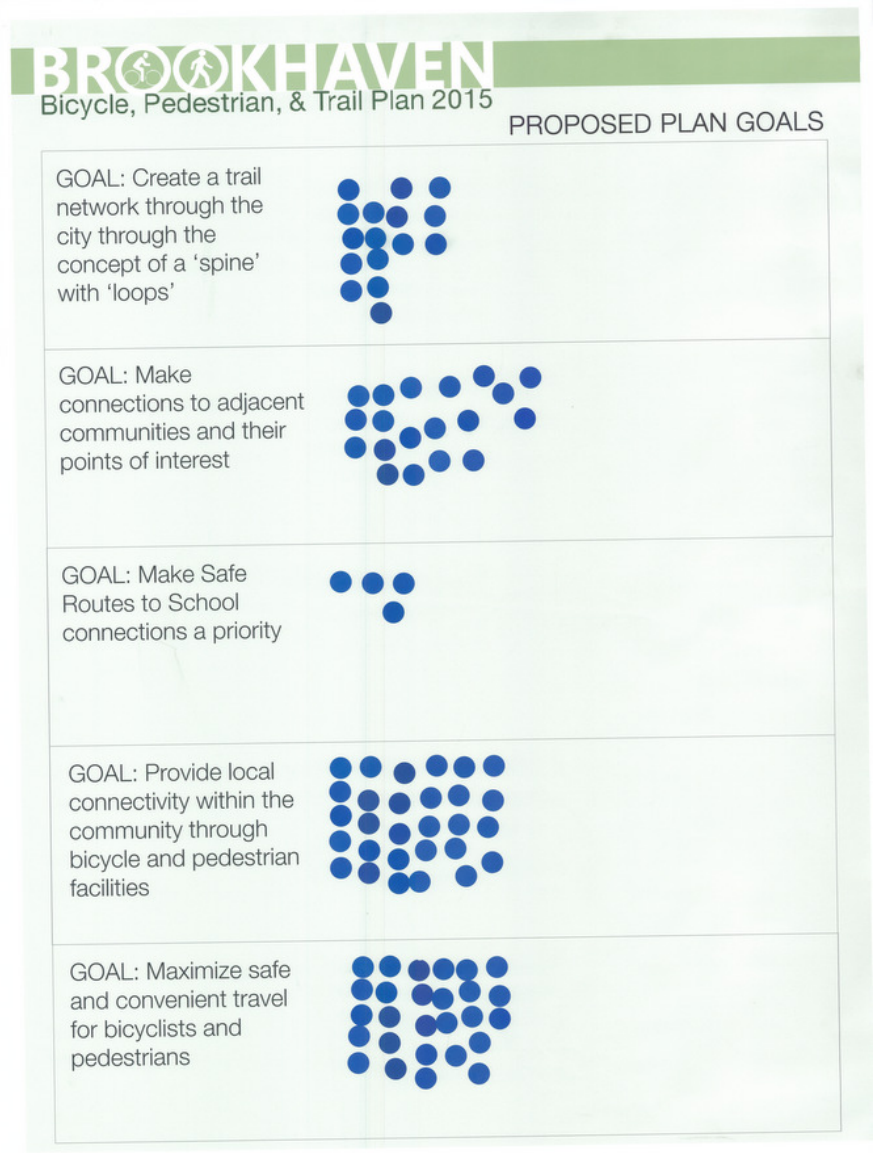 BROOKHAVEN
Bicycle, Pedestrian, & Trail Plan 2015
PROPOSED PLAN GOALS
GOAL: Create a trail
network through the
city through the
concept of a ‘spine’
with ‘loops’
GOAL: Make
connections to adjacent
communities and their
points of interest
GOAL: Make Safe
Routes to School
connections a priority
GOAL: Provide local
connectivity within the
community through
bicycle and pedestrian
facilities
GOAL: Maximize safe
and convenient travel
for bicyclists and
pedestrians